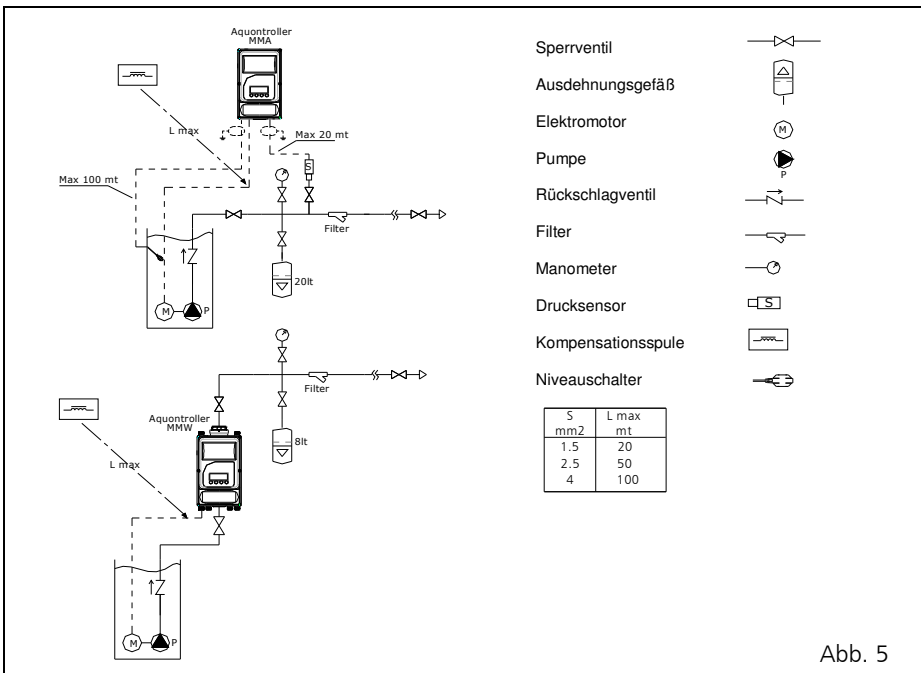 Aquontroller
MMA
L max
Max 20 mt
S
Max 100 mt
Filter
20lt
M
P
Filter
Aquontroller
MMW
8lt
L max
M
P
Sperrventil
Ausdehnungsgefäß
Elektromotor
M
Pumpe
P
Rückschlagventil
Filter
Manometer
Drucksensor
S
Kompensationsspule
Niveauschalter
S L max
mm2 mt
1.5 20
2.5 50
4 100
Abb. 5